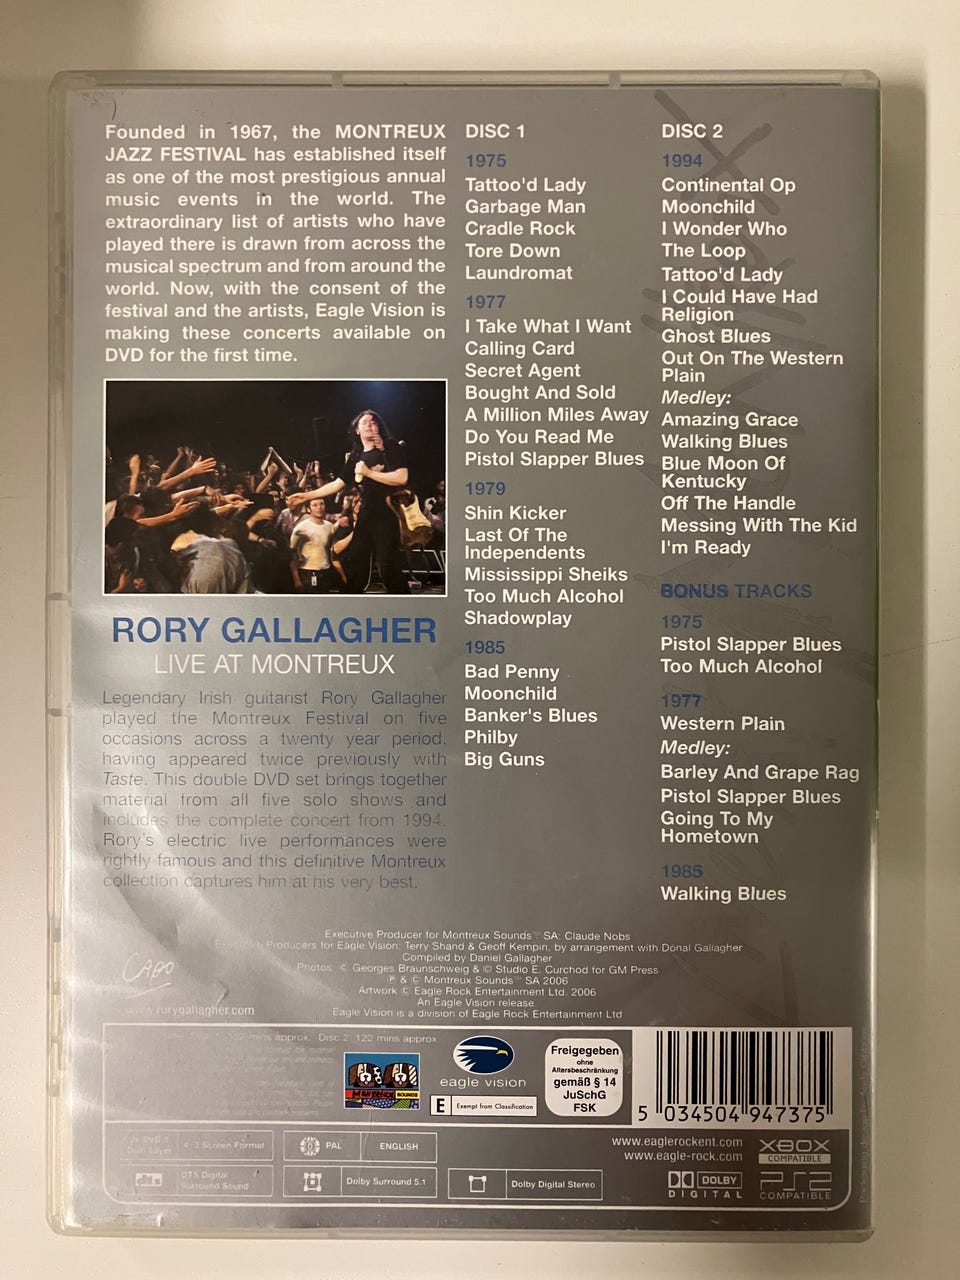 Founded in 1967, the MONTREUX
JAZZ FESTIVAL has established itself
as one of the most prestigious annual
music events in the world. The
extraordinary list of artists who have
played there is drawn from across the
musical spectrum and from around the
world. Now, with the consent of the
festival and the artists, Eagle Vision is
making these concerts available on
DVD for the first time.
RORY GALLAGHER
LIVE AT MONTREUX
Legendary Irish guitarist Rory Gallagher
played the Montreux Festival on five
occasions across a twenty year period,
having appeared twice previously with
Taste. This double DVD set brings together
material from all five solo shows and
includes the complete concert from 1994.
Rory's electric live performances were
rightly famous and this definitive Montreux
collection captures him at his very best.
DISC 1
1975
Tattoo'd Lady
Garbage Man
Cradle Rock
Tore Down
Laundromat
1977
I Take What I Want
Calling Card
Secret Agent
Bought And Sold
A Million Miles Away
Do You Read Me
Pistol Slapper Blues
1979
Shin Kicker
Last Of The
Independents
Mississippi Sheiks
Too Much Alcohol
Shadowplay
1985
Bad Penny
Moonchild
Banker's Blues
Philby
Big Guns
DISC 2
1994
Continental Op
Moonchild
I Wonder Who
The Loop
Tattoo'd Lady
I Could Have Had
Religion
Ghost Blues
Out On The Western
Plain
Medley:
Amazing Grace
Walking Blues
Blue Moon Of
Kentucky
Off The Handle
Messing With The Kid
I'm Ready
BONUS TRACKS
1975
Pistol Slapper Blues
Too Much Alcohol
1977
Western Plain
Medley:
Barley And Grape Rag
Pistol Slapper Blues
Going To My
Hometown
1985
Walking Blues
Executive Producer for Montreux Sounds™ SA: Claude Nobs
Executive Producers for Eagle Vision: Terry Shand & Geoff Kempin, by arrangement with Donal Gallagher
Compiled by Daniel Gallagher
Photos: © Georges Braunschweig & © Studio E. Curchod for GM Press
℗ & © Montreux Sounds™ SA 2006
Artwork © Eagle Rock Entertainment Ltd. 2006
An Eagle Vision release
Eagle Vision is a division of Eagle Rock Entertainment Ltd
CABO
www.rorygallagher.com
mins approx. Disc 2: 122 mins approx.
MONTREUX SOUNDS
eagle vision
E Exempt from Classification
Freigegeben
ohne
Altersbeschränkung
gemäß § 14
JuSchG
FSK
5 034504 947375
4:3 Screen Format
PAL
ENGLISH
DTS Digital
Surround Sound
Dolby Surround 5.1
Dolby Digital Stereo
www.eaglerockent.com
www.eagle-rock.com
DOLBY
DIGITAL
XBOX
COMPATIBLE
PS2
COMPATIBLE